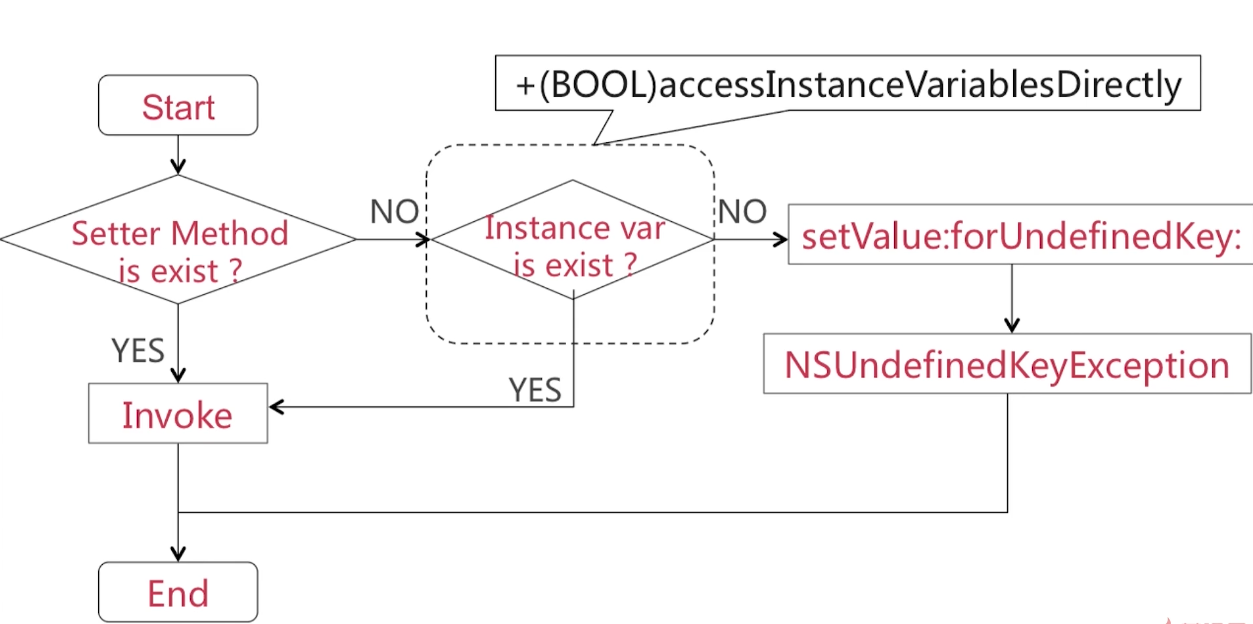 +(BOOL)accessInstanceVariablesDirectly
Start
NO
NO
Setter Method
is exist ?
Instance var
is exist ?
setValue:forUndefinedKey:
YES
NSUndefinedKeyException
YES
Invoke
End